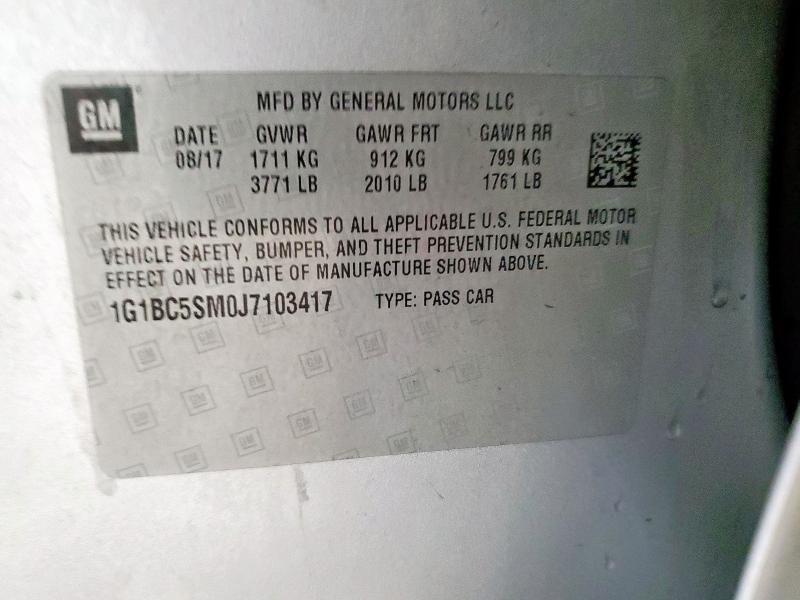 GM
MFD BY GENERAL MOTORS LLC
DATE GVWR GAWR FRT GAWR RR
08/17 1711 KG 912 KG 799 KG
3771 LB 2010 LB 1761 LB
THIS VEHICLE CONFORMS TO ALL APPLICABLE U.S. FEDERAL MOTOR
VEHICLE SAFETY, BUMPER, AND THEFT PREVENTION STANDARDS IN
EFFECT ON THE DATE OF MANUFACTURE SHOWN ABOVE.
1G1BC5SM0J7103417 TYPE: PASS CAR